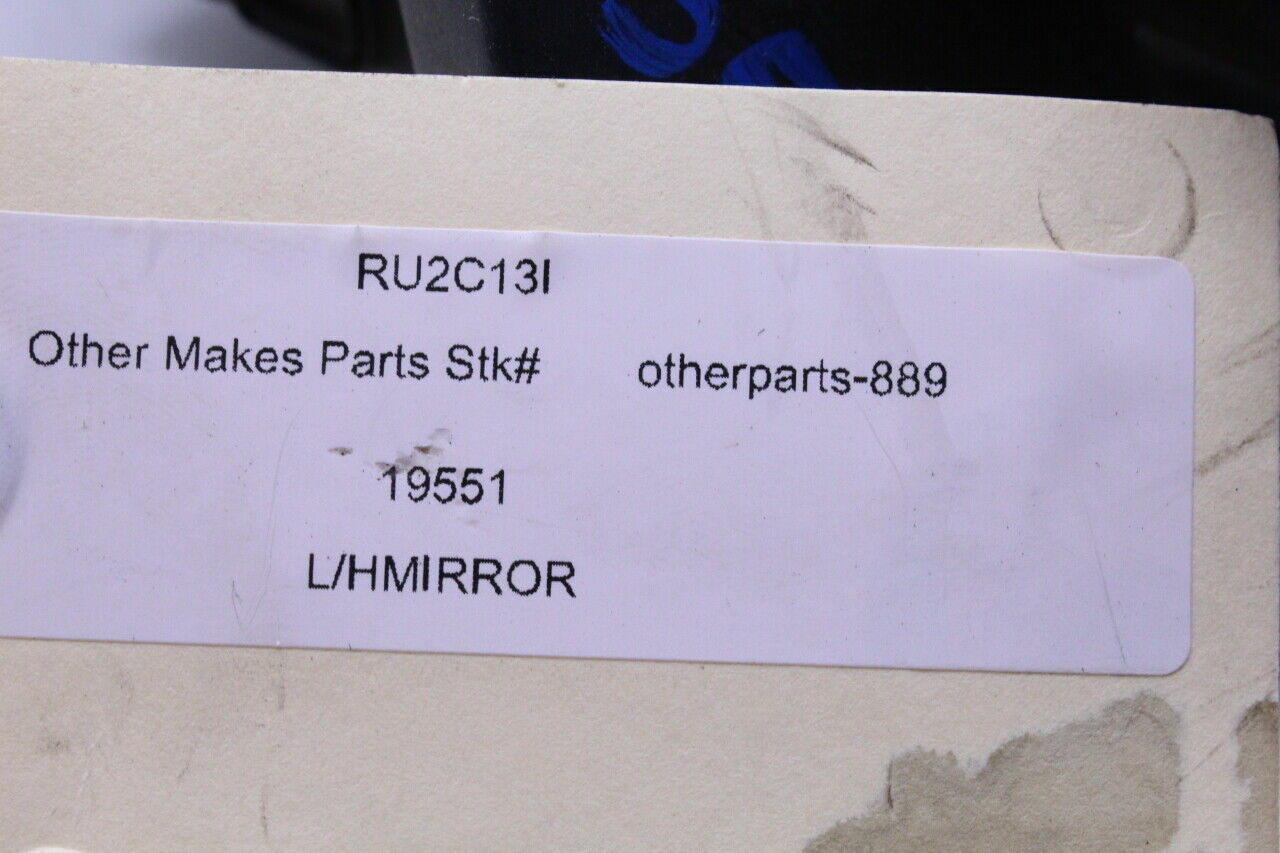 RU2C13I
Other Makes Parts Stk# otherparts-889
19551
L/HMIRROR